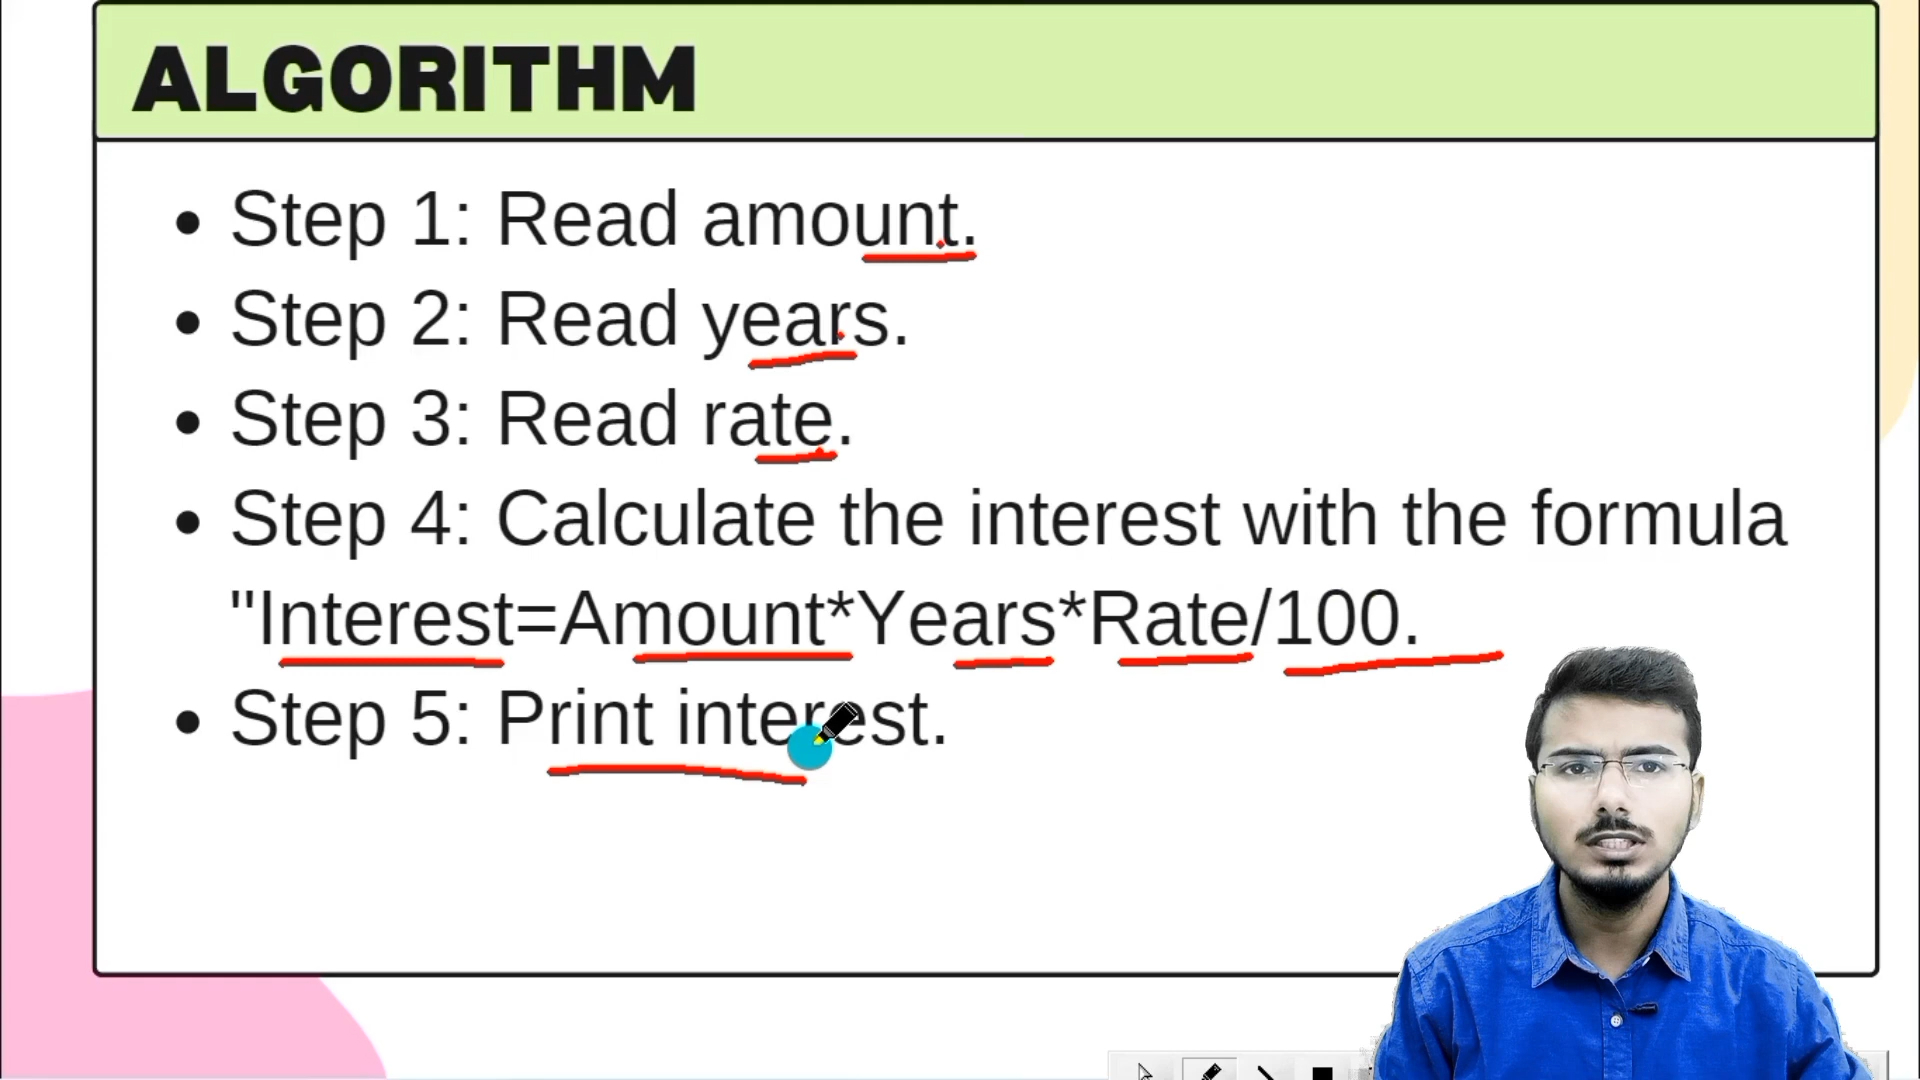 ALGORITHM
• Step 1: Read amount.
• Step 2: Read years.
• Step 3: Read rate.
• Step 4: Calculate the interest with the formula
"Interest=Amount*Years*Rate/100.
• Step 5: Print interest.